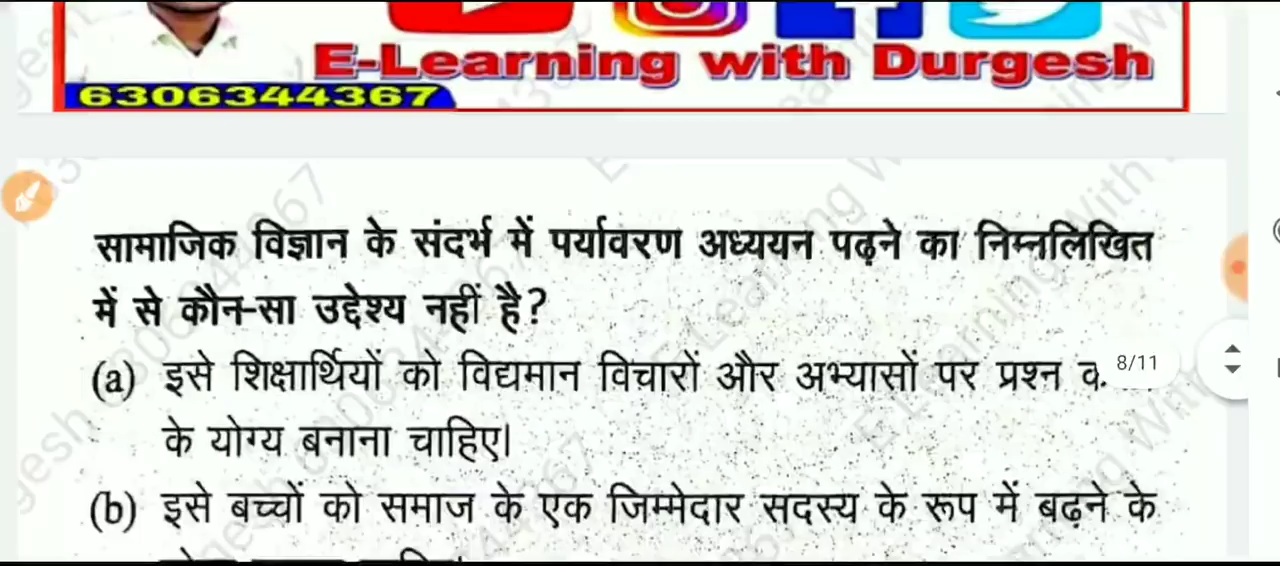 E-Learning with Durgesh
6306344367
सामाजिक विज्ञान के संदर्भ में पर्यावरण अध्ययन पढ़ने का निम्नलिखित
में से कौन-सा उद्देश्य नहीं है?
(a) इसे शिक्षार्थियों को विद्यमान विचारों और अभ्यासों पर प्रश्न
8/11
के योग्य बनाना चाहिए।
(b) इसे बच्चों को समाज के एक जिम्मेदार सदस्य के रूप में बढ़ने के